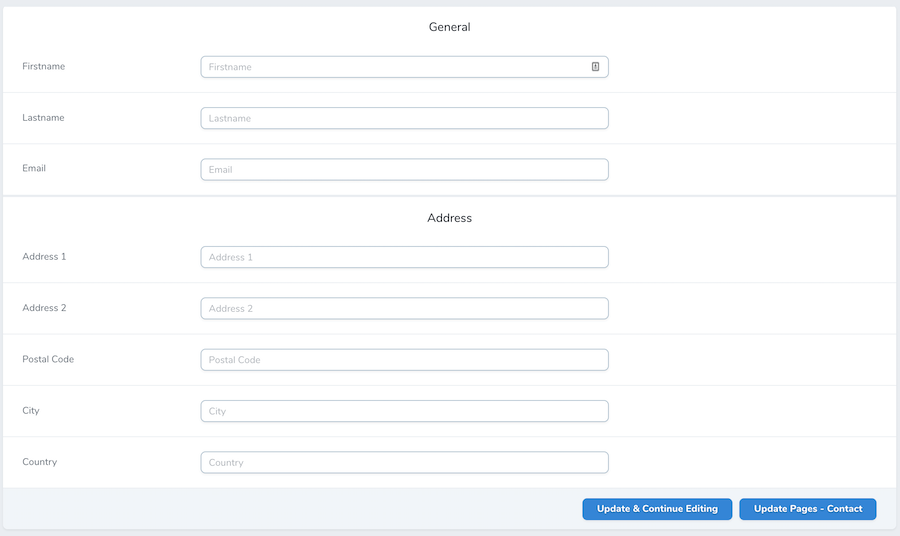 General
Firstname
Firstname
Lastname
Lastname
Email
Email
Address
Address 1
Address 1
Address 2
Address 2
Postal Code
Postal Code
City
City
Country
Country
Update & Continue Editing
Update Pages - Contact